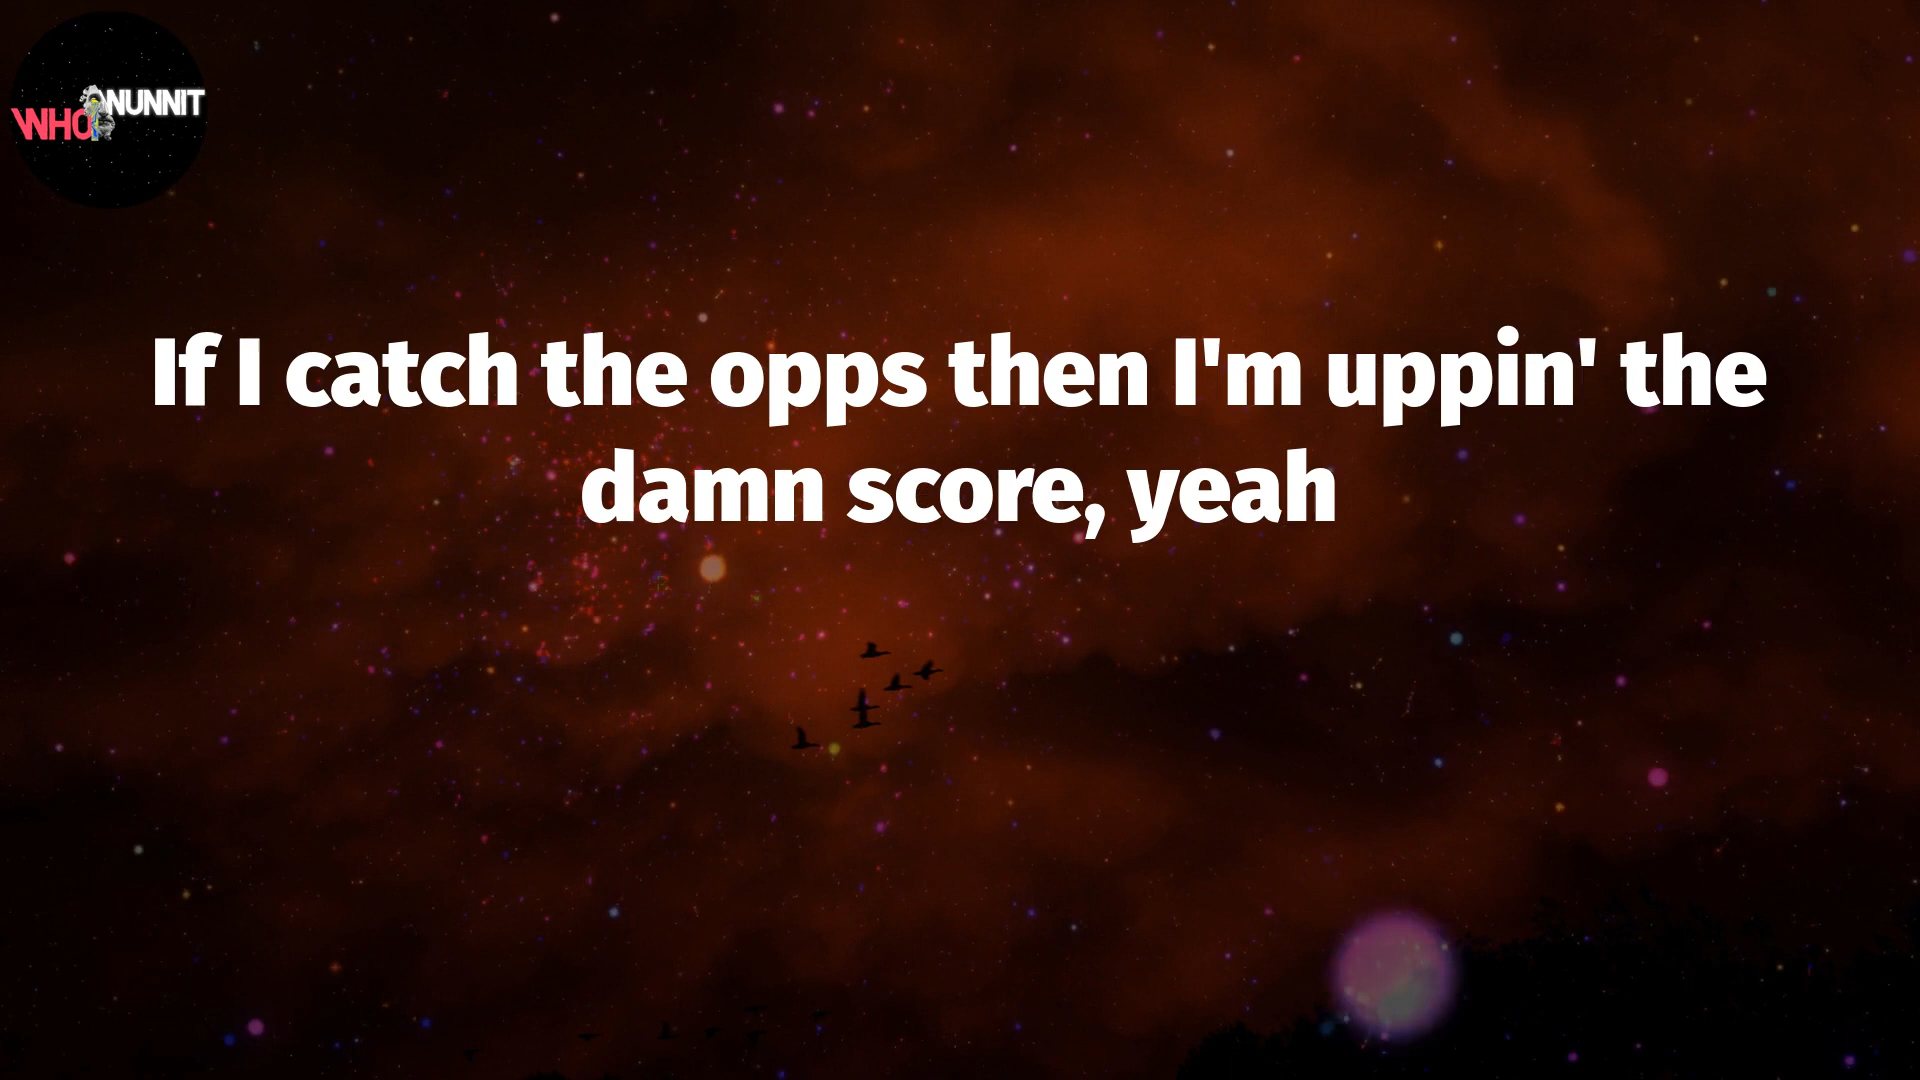 WHO NUNNIT
If I catch the opps then I'm uppin' the
damn score, yeah